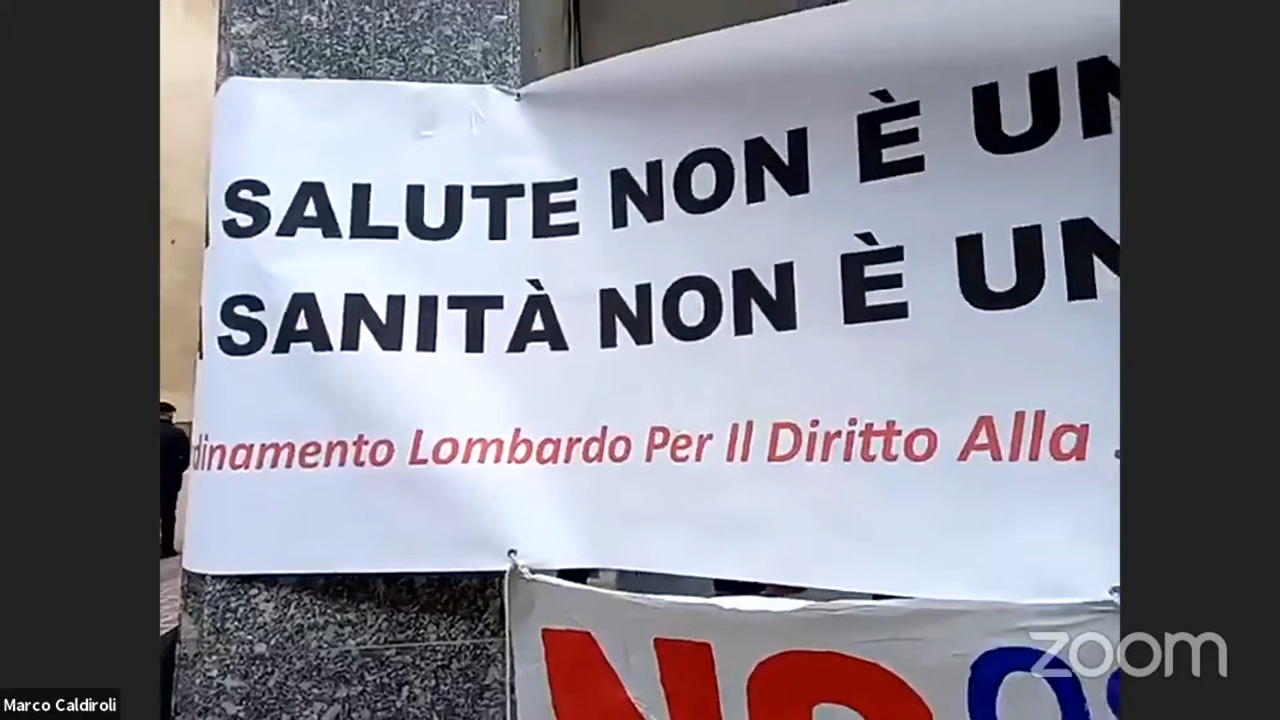 SALUTE NON È UN
SANITÀ NON È UN
dinamento Lombardo Per Il Diritto Alla
NO
zoom
Marco Caldiroli